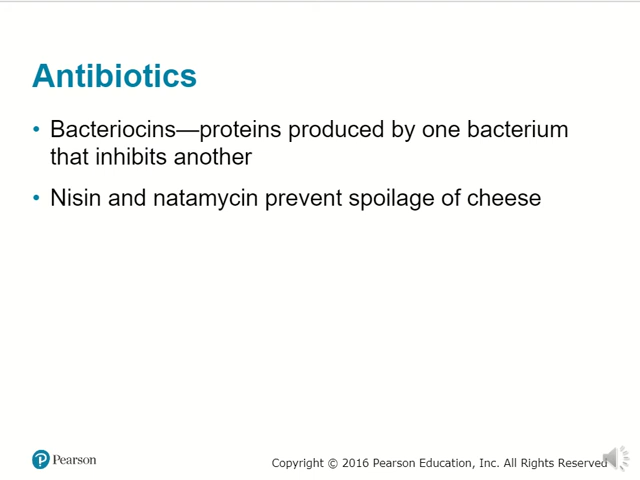 Antibiotics
• Bacteriocins—proteins produced by one bacterium
that inhibits another
• Nisin and natamycin prevent spoilage of cheese
Pearson
Copyright © 2016 Pearson Education, Inc. All Rights Reserved